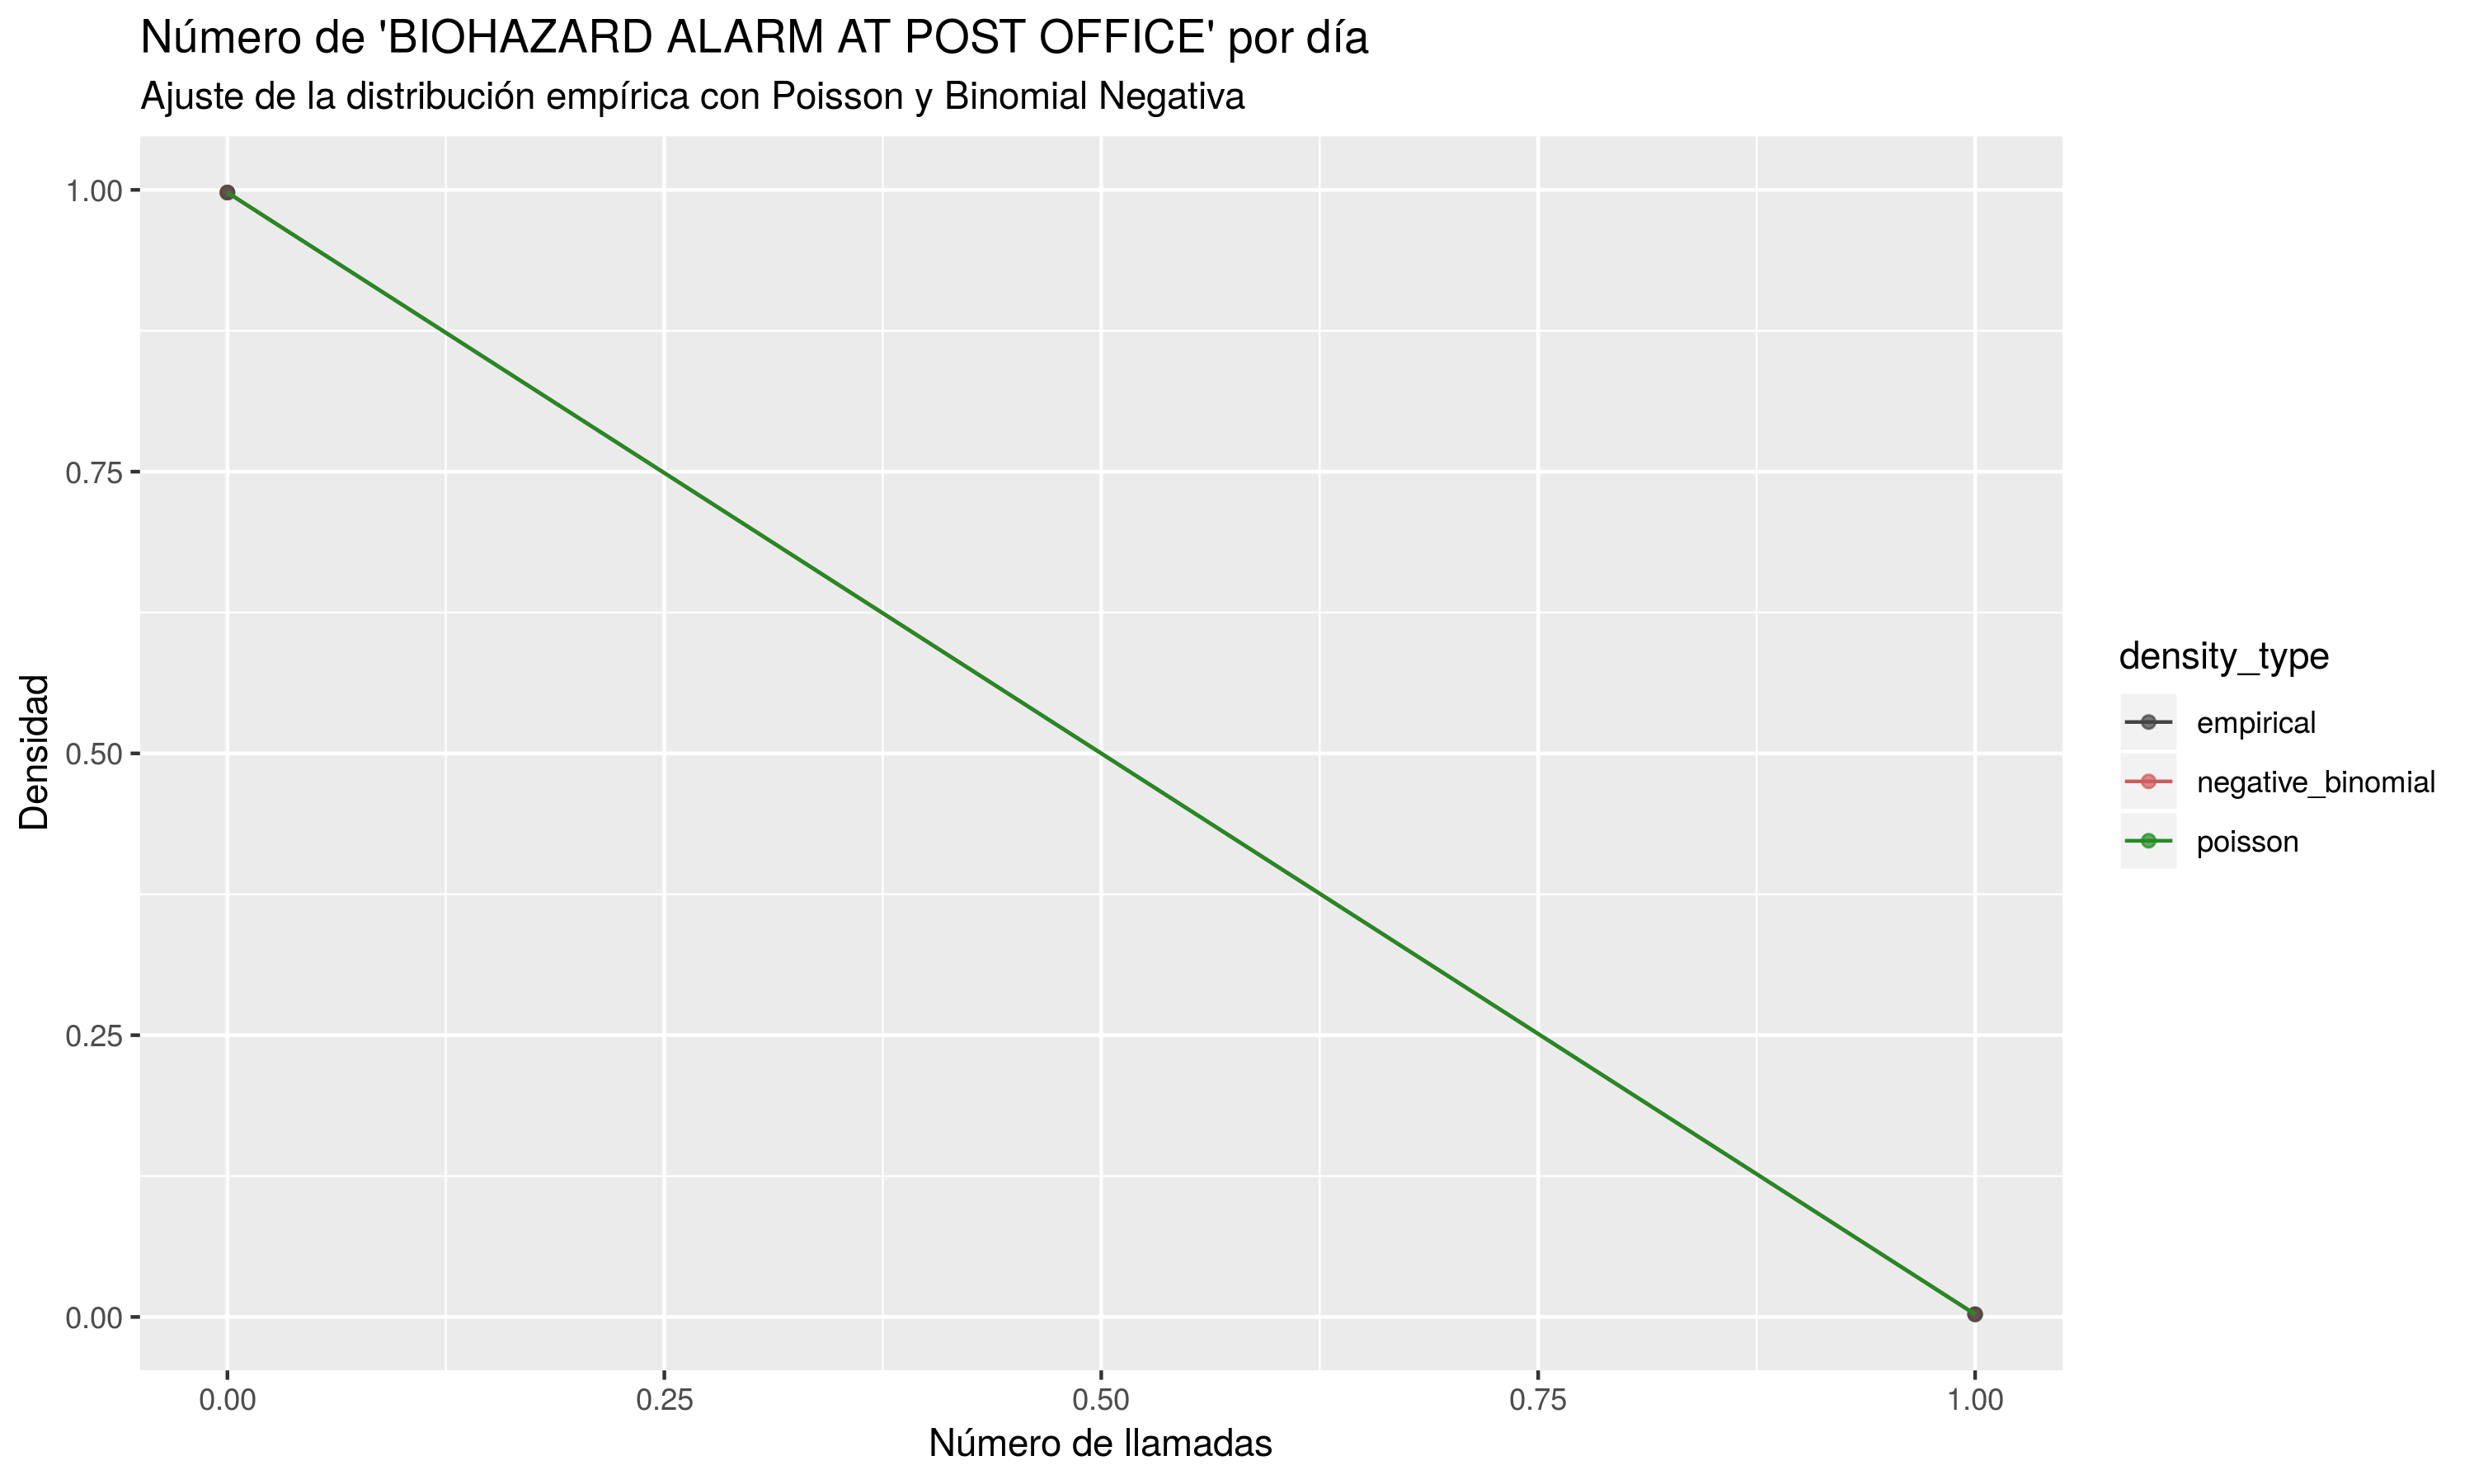 Número de 'BIOHAZARD ALARM AT POST OFFICE' por día
Ajuste de la distribución empírica con Poisson y Binomial Negativa
Densidad
1.00
0.75
0.50
0.25
0.00
0.00 0.25 0.50 0.75 1.00
Número de llamadas
density_type
empirical
negative_binomial
poisson